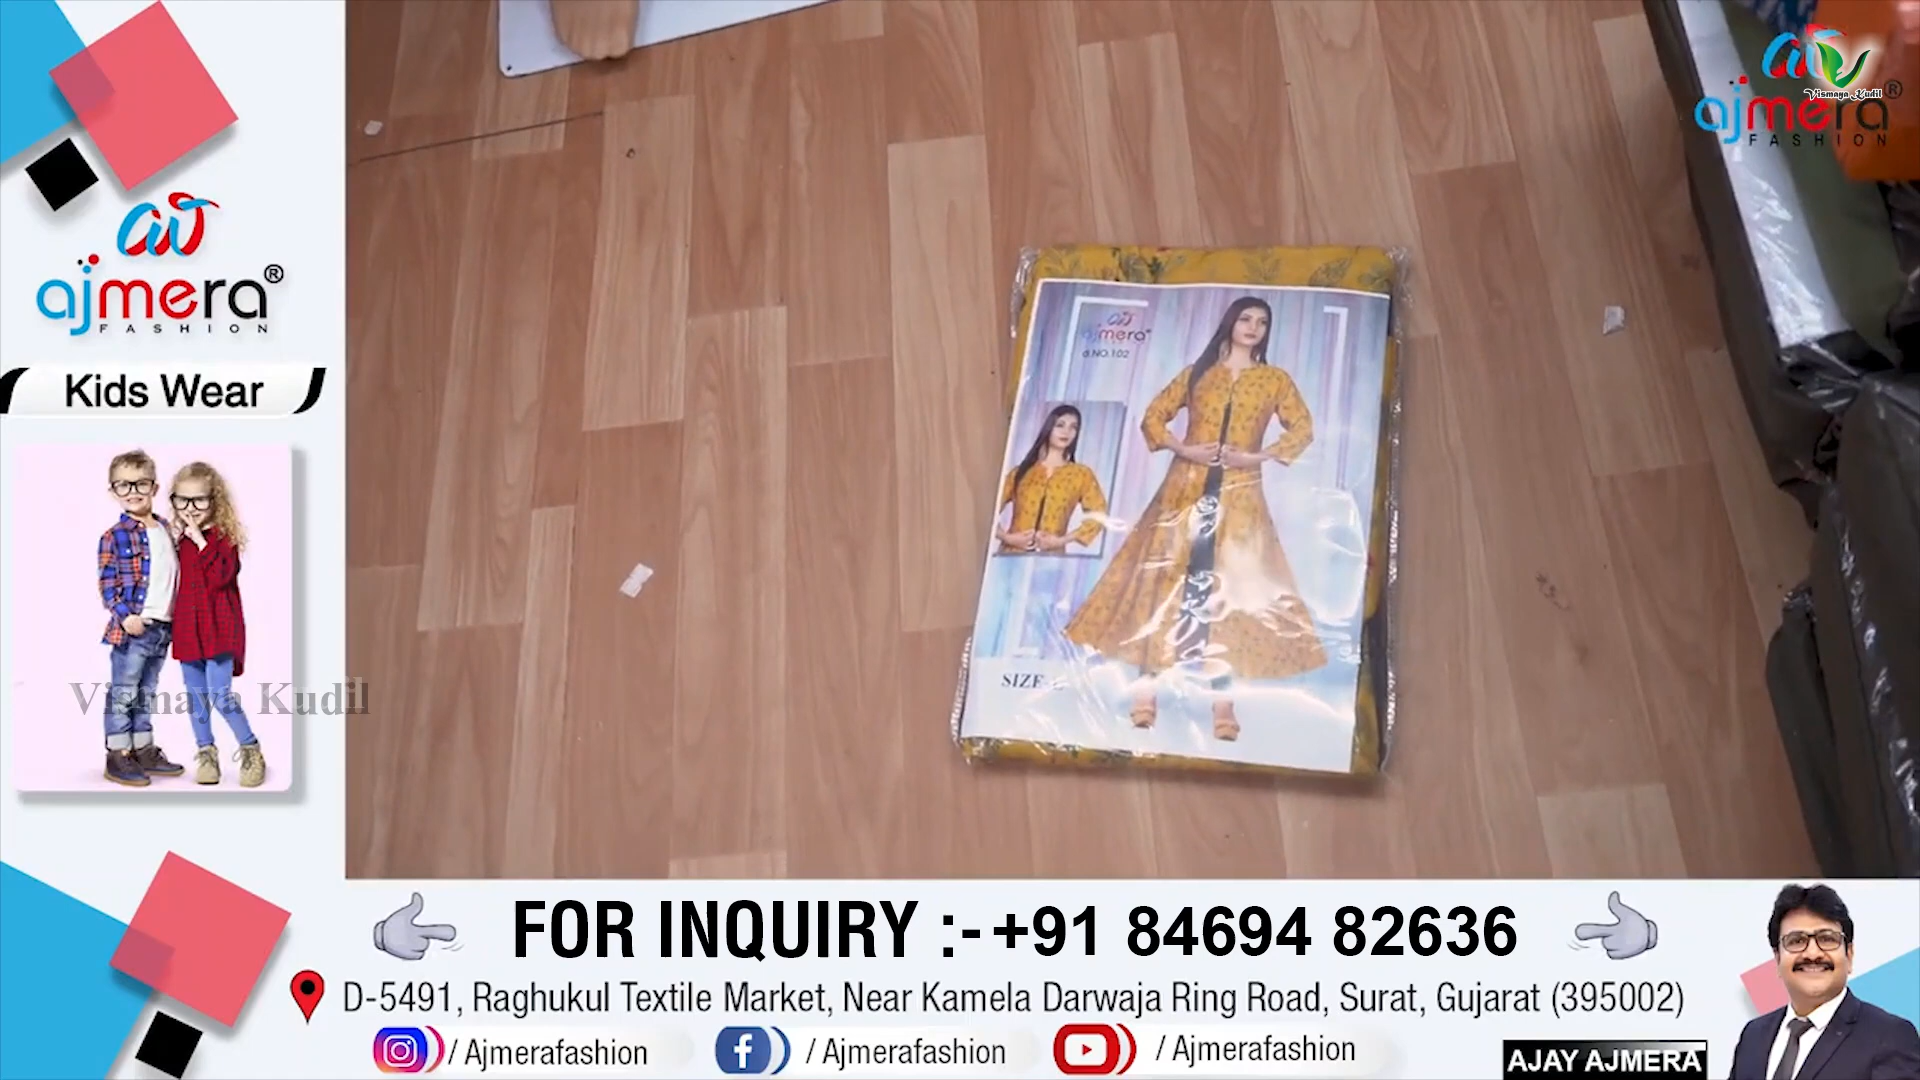 Vismaya Kudil
ajmera®
FASHION
ajmera®
FASHION
Kids Wear
ajmera®
d.NO.102
SIZE
Vismaya Kudil
FOR INQUIRY :-+91 84694 82636
D-5491, Raghukul Textile Market, Near Kamela Darwaja Ring Road, Surat, Gujarat (395002)
/ Ajmerafashion
/ Ajmerafashion
/ Ajmerafashion
AJAY AJMERA